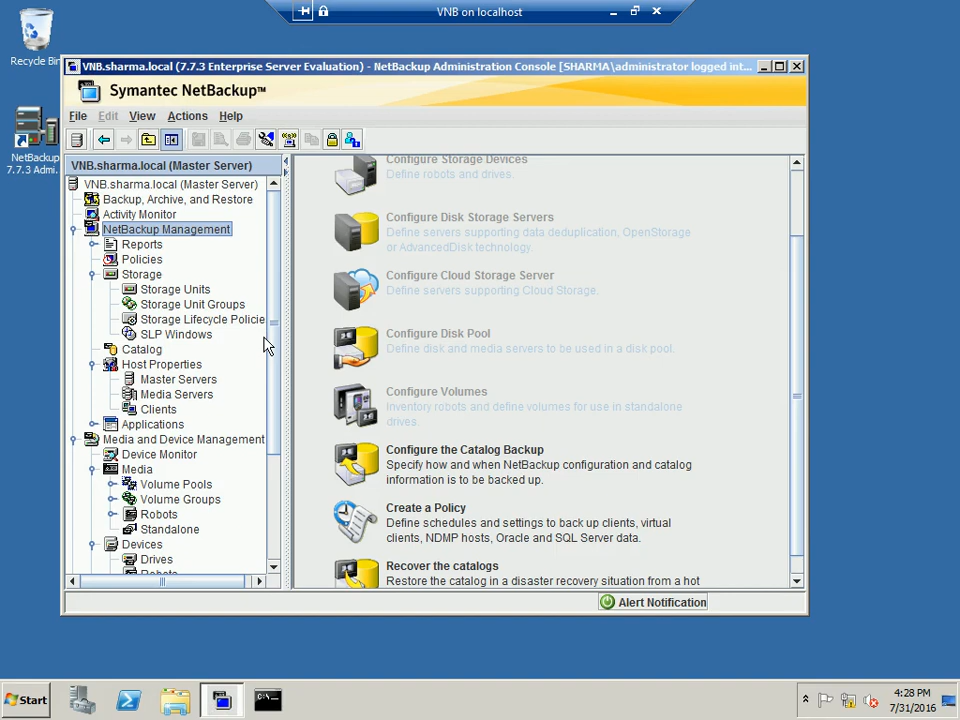 VNB on localhost
Recycle Bin
NetBackup
7.7.3 Admi...
VNB.sharma.local (7.7.3 Enterprise Server Evaluation) - NetBackup Administration Console [SHARMA\administrator logged int...
Symantec NetBackup™
File Edit View Actions Help
VNB.sharma.local (Master Server)
VNB.sharma.local (Master Server)
Backup, Archive, and Restore
Activity Monitor
NetBackup Management
Reports
Policies
Storage
Storage Units
Storage Unit Groups
Storage Lifecycle Policie
SLP Windows
Catalog
Host Properties
Master Servers
Media Servers
Clients
Applications
Media and Device Management
Device Monitor
Media
Volume Pools
Volume Groups
Robots
Standalone
Devices
Drives
Robots
Configure Storage Devices
Define robots and drives.
Configure Disk Storage Servers
Define servers supporting data deduplication, OpenStorage
or AdvancedDisk technology.
Configure Cloud Storage Server
Define servers supporting Cloud Storage.
Configure Disk Pool
Define disk and media servers to be used in a disk pool.
Configure Volumes
Inventory robots and define volumes for use in standalone
drives.
Configure the Catalog Backup
Specify how and when NetBackup configuration and catalog
information is to be backed up.
Create a Policy
Define schedules and settings to back up clients, virtual
clients, NDMP hosts, Oracle and SQL Server data.
Recover the catalogs
Restore the catalog in a disaster recovery situation from a hot
Alert Notification
Start
4:28 PM
7/31/2016